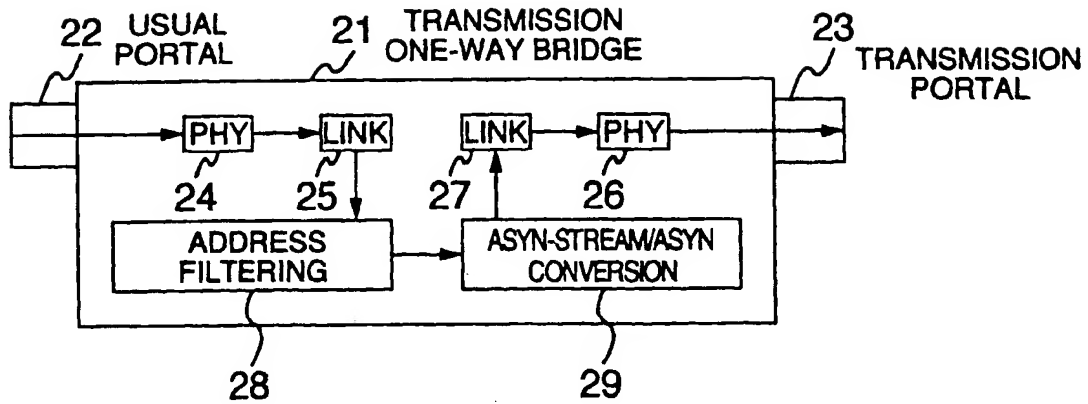 22 USUAL PORTAL
21 TRANSMISSION ONE-WAY BRIDGE
23 TRANSMISSION PORTAL
PHY
LINK
LINK
PHY
24
25
27
26
ADDRESS
FILTERING
ASYN-STREAM/ASYN
CONVERSION
28
29